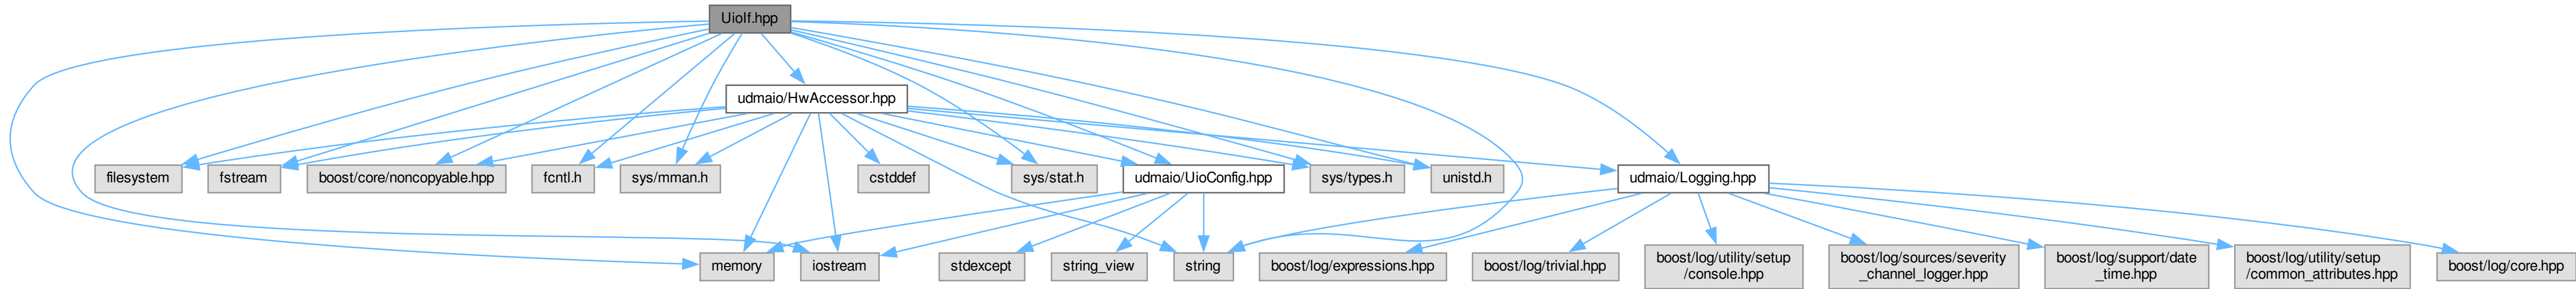 UioIf.hpp
udmaio/HwAccessor.hpp
filesystem
fstream
boost/core/noncopyable.hpp
fcntl.h
sys/mman.h
cstddef
sys/stat.h
udmaio/UioConfig.hpp
sys/types.h
unistd.h
udmaio/Logging.hpp
memory
iostream
stdexcept
string_view
string
boost/log/expressions.hpp
boost/log/trivial.hpp
boost/log/utility/setup
/console.hpp
boost/log/sources/severity
_channel_logger.hpp
boost/log/support/date
_time.hpp
boost/log/utility/setup
/common_attributes.hpp
boost/log/core.hpp